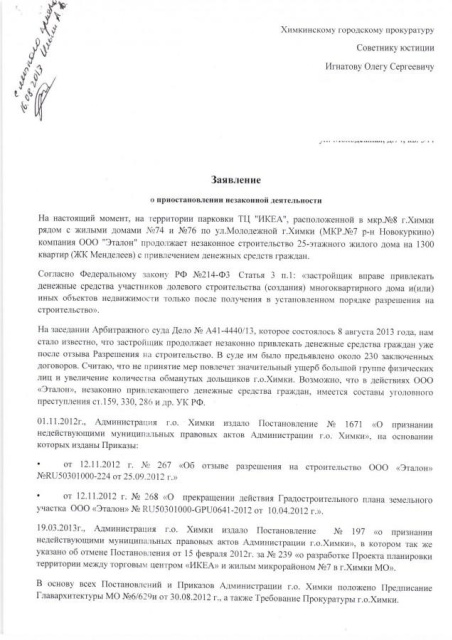 с личного приема
16.08.2013
Химкинскому городскому прокуратуру
Советнику юстиции
Игнатову Олегу Сергеевичу
Заявление
о приостановлении незаконной деятельности
На настоящий момент, на территории парковки ТЦ "ИКЕА", расположенной в мкр.№8 г.Химки
рядом с жилыми домами №74 и №76 по ул.Молодежной г.Химки (МКР.№7 р-н Новокуркино)
компания ООО "Эталон" продолжает незаконное строительство 25-этажного жилого дома на 1300
квартир (ЖК Менделеев) с привлечением денежных средств граждан.
Согласно Федеральному закону РФ №214-ФЗ Статья 3 п.1: «застройщик вправе привлекать
денежные средства участников долевого строительства (создания) многоквартирного дома и(или)
иных объектов недвижимости только после получения в установленном порядке разрешения на
строительство».
На заседании Арбитражного суда Дело № А41-4440/13, которое состоялось 8 августа 2013 года, нам
стало известно, что застройщик продолжает незаконно привлекать денежные средства граждан уже
после отзыва Разрешения на строительство. В суде им было предъявлено около 230 заключенных
договоров. Считаю, что не принятие мер повлечет значительный ущерб большой группе физических
лиц и увеличение количества обманутых дольщиков г.о.Химки. Возможно, что в действиях ООО
«Эталон», незаконно привлекающего денежные средства граждан, имеется составы уголовного
преступления ст.159, 330, 286 и др. УК РФ.
01.11.2012г., Администрация г.о. Химки издало Постановление № 1671 «О признании
недействующими муниципальных правовых актов Администрации г.о. Химки», на основании
которых изданы Приказы:
• от 12.11.2012 г. № 267 «Об отзыве разрешения на строительство ООО «Эталон»
№RU50301000-224 от 25.09.2012 г.»
• от 12.11.2012 г. № 268 «О прекращении действия Градостроительного плана земельного
участка ООО «Эталон» № RU50301000-GPU0641-2012 от 10.04.2012 г.».
19.03.2013г., Администрация г.о. Химки издало Постановление № 197 «о признании
недействующими муниципальных правовых актов Администрации г.о.Химки», в котором так же
указано об отмене Постановления от 15 февраля 2012г. за № 239 «о разработке Проекта планировки
территории между торговым центром «ИКЕА» и жилым микрорайоном №7 в г.Химки МО».
В основу всех Постановлений и Приказов Администрации г.о. Химки положено Предписание
Главархитектуры МО №6/629и от 30.08.2012 г., а также Требование Прокуратуры г.о.Химки.